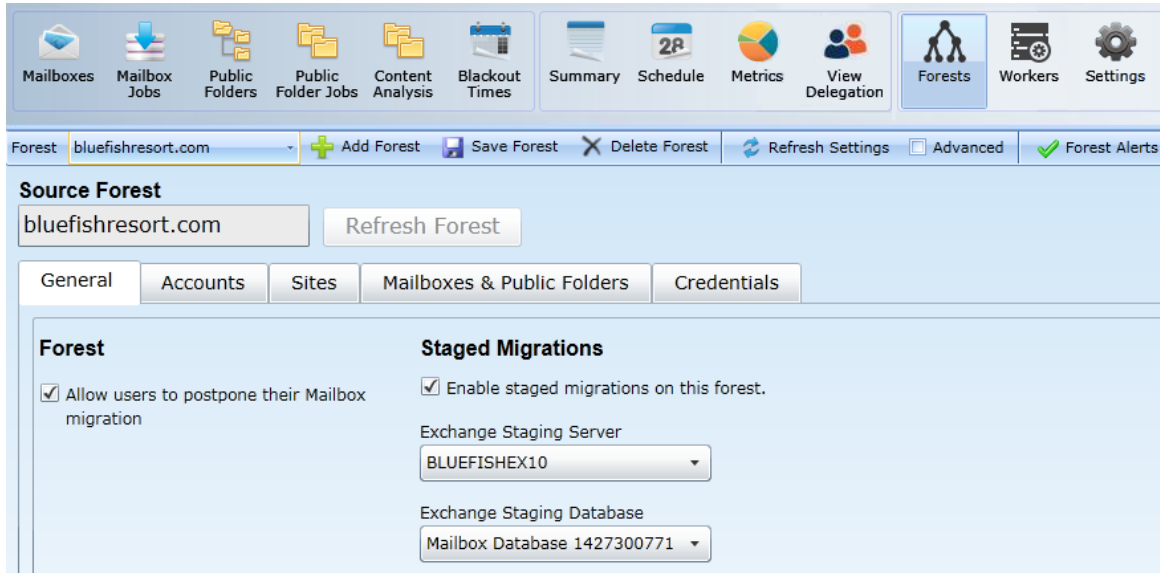 Mailboxes
Mailbox
Jobs
Public
Folders
Public
Folder Jobs
Content
Analysis
Blackout
Times
Summary
28
Schedule
Metrics
View
Delegation
Forests
Workers
Settings
Forest bluefishresort.com Add Forest Save Forest Delete Forest Refresh Settings Advanced Forest Alerts
Source Forest
bluefishresort.com Refresh Forest
General Accounts Sites Mailboxes & Public Folders Credentials
Forest
Allow users to postpone their Mailbox
migration
Staged Migrations
Enable staged migrations on this forest.
Exchange Staging Server
BLUEFISHEX10
Exchange Staging Database
Mailbox Database 1427300771